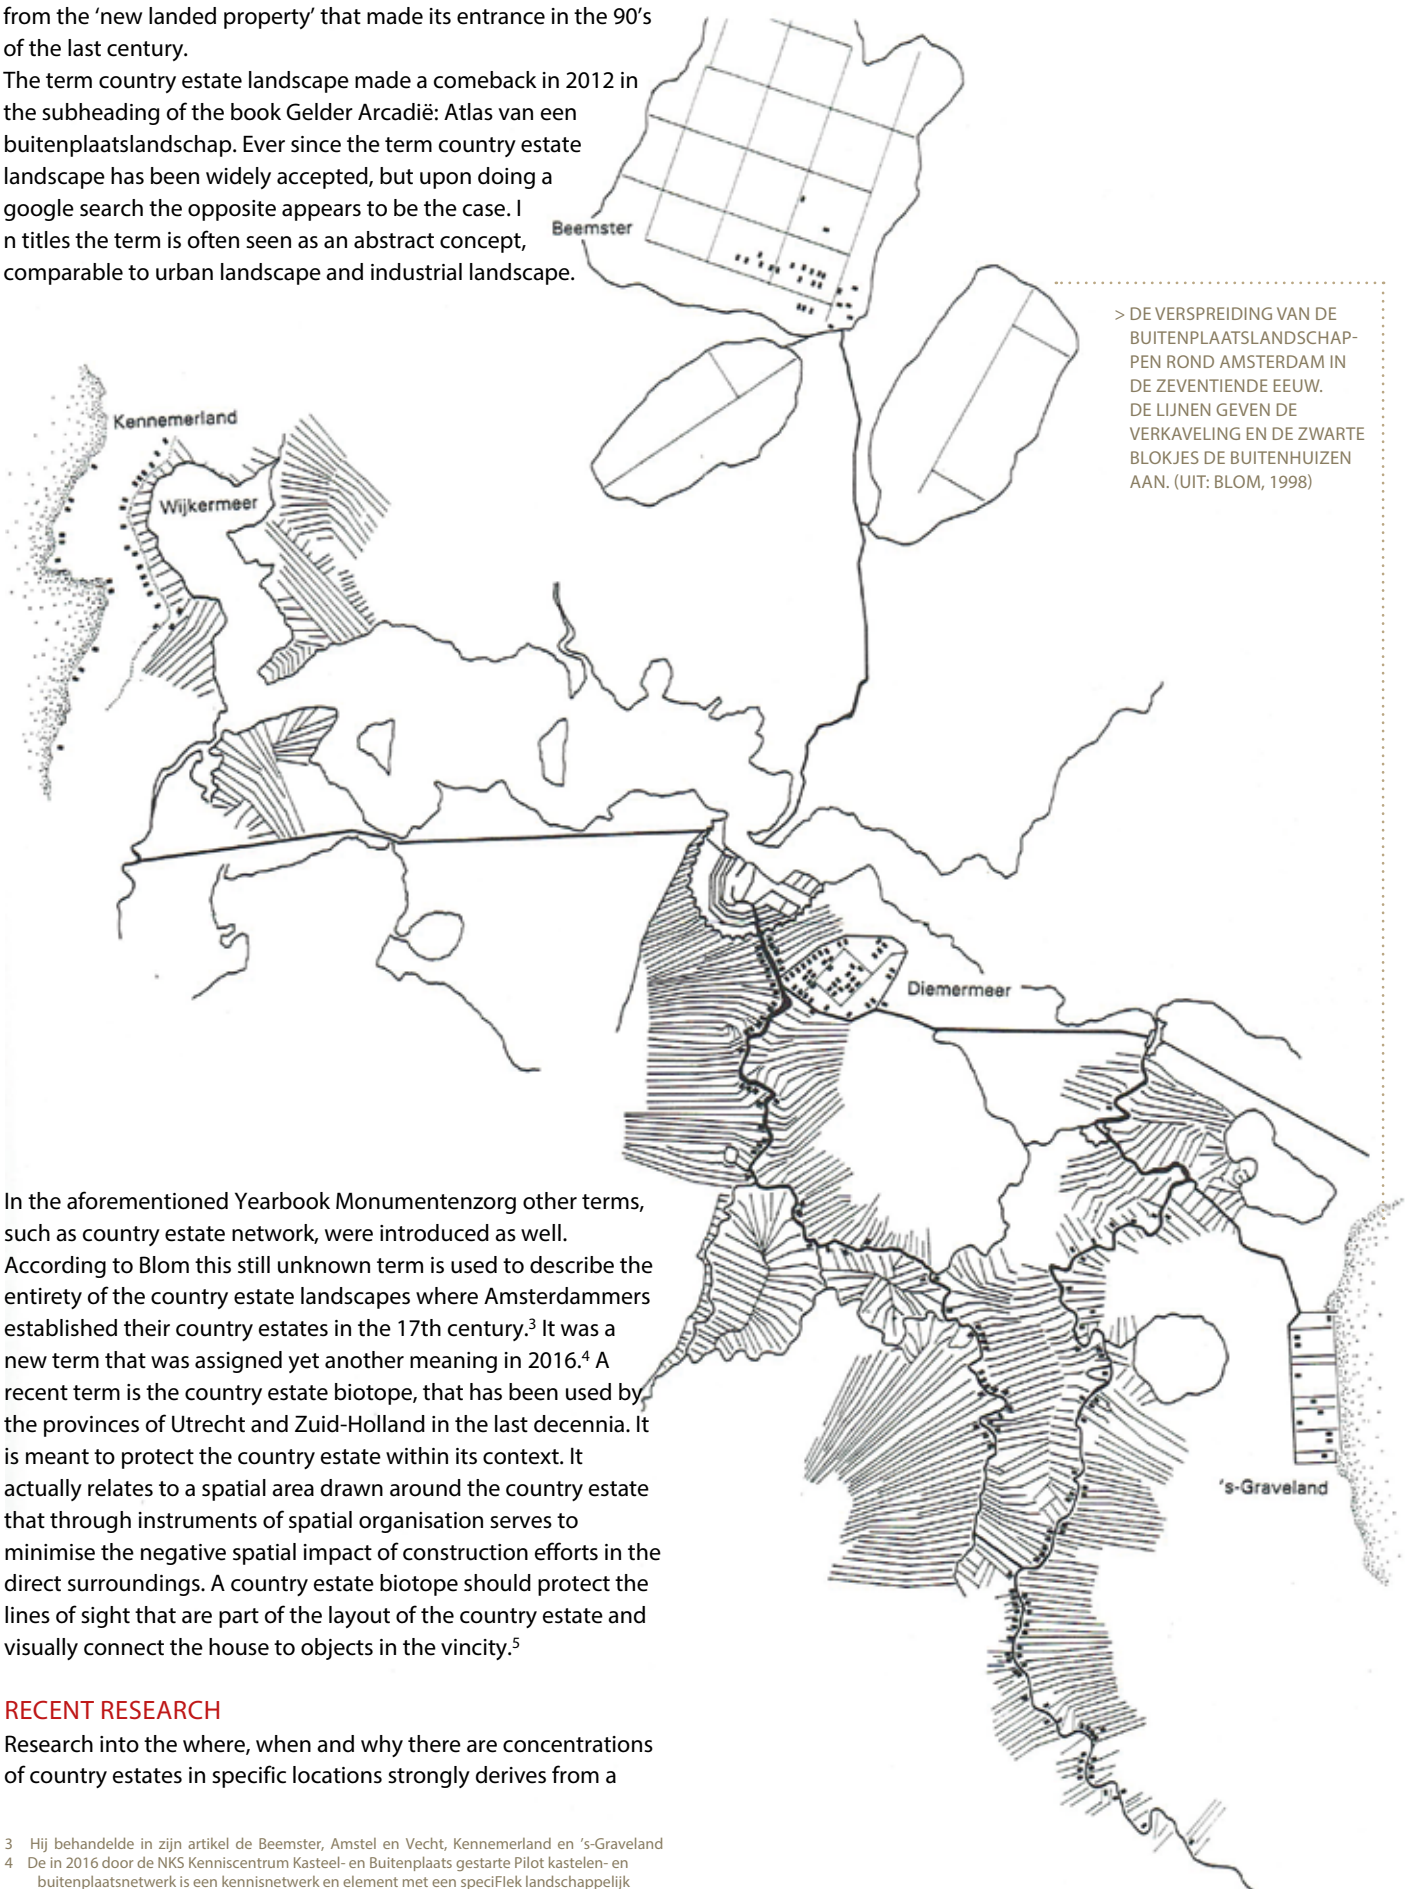 from the ‘new landed property’ that made its entrance in the 90’s
of the last century.
The term country estate landscape made a comeback in 2012 in
the subheading of the book Gelder Arcadië: Atlas van een
buitenplaatslandschap. Ever since the term country estate
landscape has been widely accepted, but upon doing a
google search the opposite appears to be the case. I
n titles the term is often seen as an abstract concept,
comparable to urban landscape and industrial landscape.
Beemster
> DE VERSPREIDING VAN DE
BUITENPLAATSLANDSCHAP-
PEN ROND AMSTERDAM IN
DE ZEVENTIENDE EEUW.
DE LIJNEN GEVEN DE
VERKAVELING EN DE ZWARTE
BLOKJES DE BUITENHUIZEN
AAN. (UIT: BLOM, 1998)
Kennemerland
Wijkermeer
Diemermeer
's-Graveland
In the aforementioned Yearbook Monumentenzorg other terms,
such as country estate network, were introduced as well.
According to Blom this still unknown term is used to describe the
entirety of the country estate landscapes where Amsterdammers
established their country estates in the 17th century.3 It was a
new term that was assigned yet another meaning in 2016.4 A
recent term is the country estate biotope, that has been used by
the provinces of Utrecht and Zuid-Holland in the last decennia. It
is meant to protect the country estate within its context. It
actually relates to a spatial area drawn around the country estate
that through instruments of spatial organisation serves to
minimise the negative spatial impact of construction efforts in the
direct surroundings. A country estate biotope should protect the
lines of sight that are part of the layout of the country estate and
visually connect the house to objects in the vincity.5
RECENT RESEARCH
Research into the where, when and why there are concentrations
of country estates in specific locations strongly derives from a
3 Hij behandelde in zijn artikel de Beemster, Amstel en Vecht, Kennemerland en ’s-Graveland
4 De in 2016 door de NKS Kenniscentrum Kasteel- en Buitenplaats gestarte Pilot kastelen- en
buitenplaatsnetwerk is een kennisnetwerk en element met een speciFlek landschappelijk